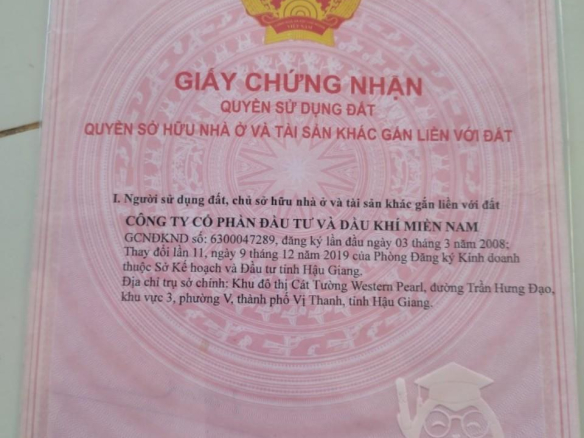 GIẤY CHỨNG NHẬN
QUYỀN SỬ DỤNG ĐẤT
QUYỀN SỞ HỮU NHÀ Ở VÀ TÀI SẢN KHÁC GẮN LIỀN VỚI ĐẤT
I. Người sử dụng đất, chủ sở hữu nhà ở và tài sản khác gắn liền với đất
CÔNG TY CỔ PHẦN ĐẦU TƯ VÀ DẦU KHÍ MIỀN NAM
GCNĐKND số: 6300047289, đăng ký lần đầu ngày 03 tháng 3 năm 2008;
Thay đổi lần 11, ngày 9 tháng 12 năm 2019 của Phòng Đăng ký Kinh doanh
thuộc Sở Kế hoạch và Đầu tư tỉnh Hậu Giang.
Địa chỉ trụ sở chính: Khu đô thị Cát Tường Western Pearl, đường Trần Hưng Đạo,
khu vực 3, phường V, thành phố Vị Thanh, tỉnh Hậu Giang.